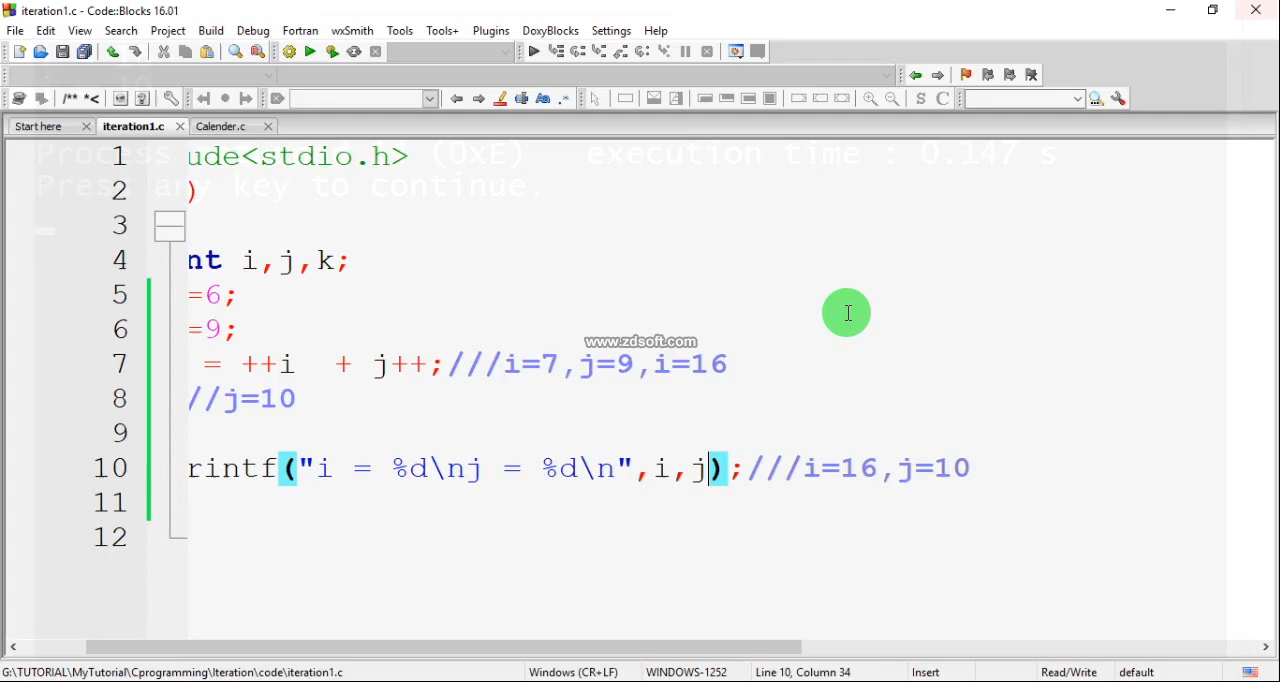 iteration1.c - Code::Blocks 16.01
File Edit View Search Project Build Debug Fortran wxSmith Tools Tools+ Plugins DoxyBlocks Settings Help
/** *<
S C
Start here iteration1.c Calender.c
Process (0xE) execution time : 0.147 s
Press any key to continue.
1 ude<stdio.h>
2 )
3
4 nt i,j,k;
5 =6;
6 =9;
www.zdsoft.com
7 = ++i + j++;///i=7,j=9,i=16
8 //j=10
9
10 rintf("i = %d\nj = %d\n",i,j);///i=16,j=10
11
12
G:\TUTORIAL\MyTutorial\Cprogramming\Iteration\code\iteration1.c Windows (CR+LF) WINDOWS-1252 Line 10, Column 34 Insert Read/Write default